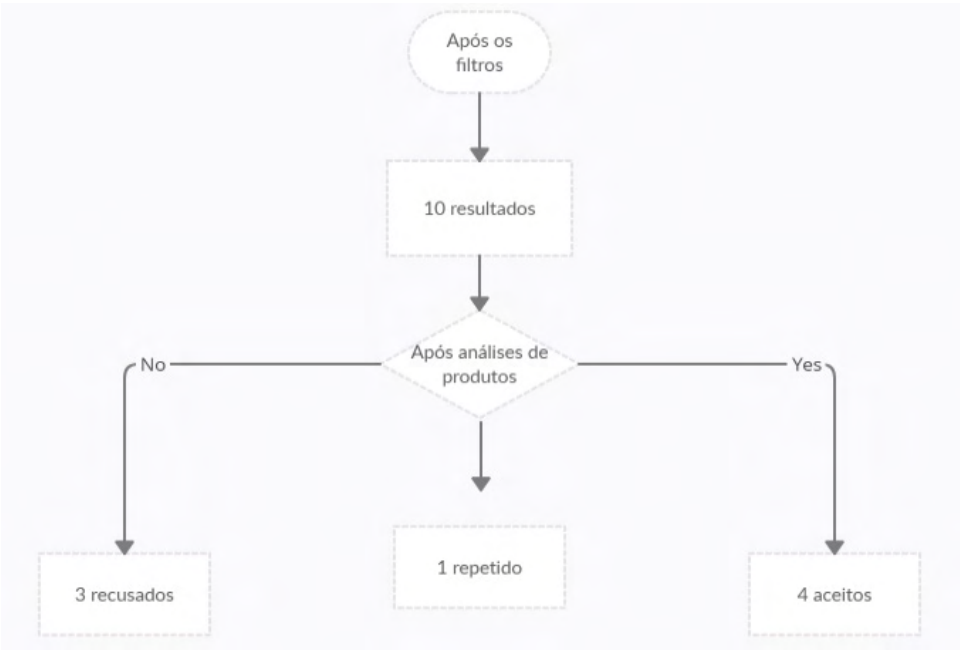 Após os
filtros
10 resultados
Após análises de
produtos
No
Yes
3 recusados
1 repetido
4 aceitos